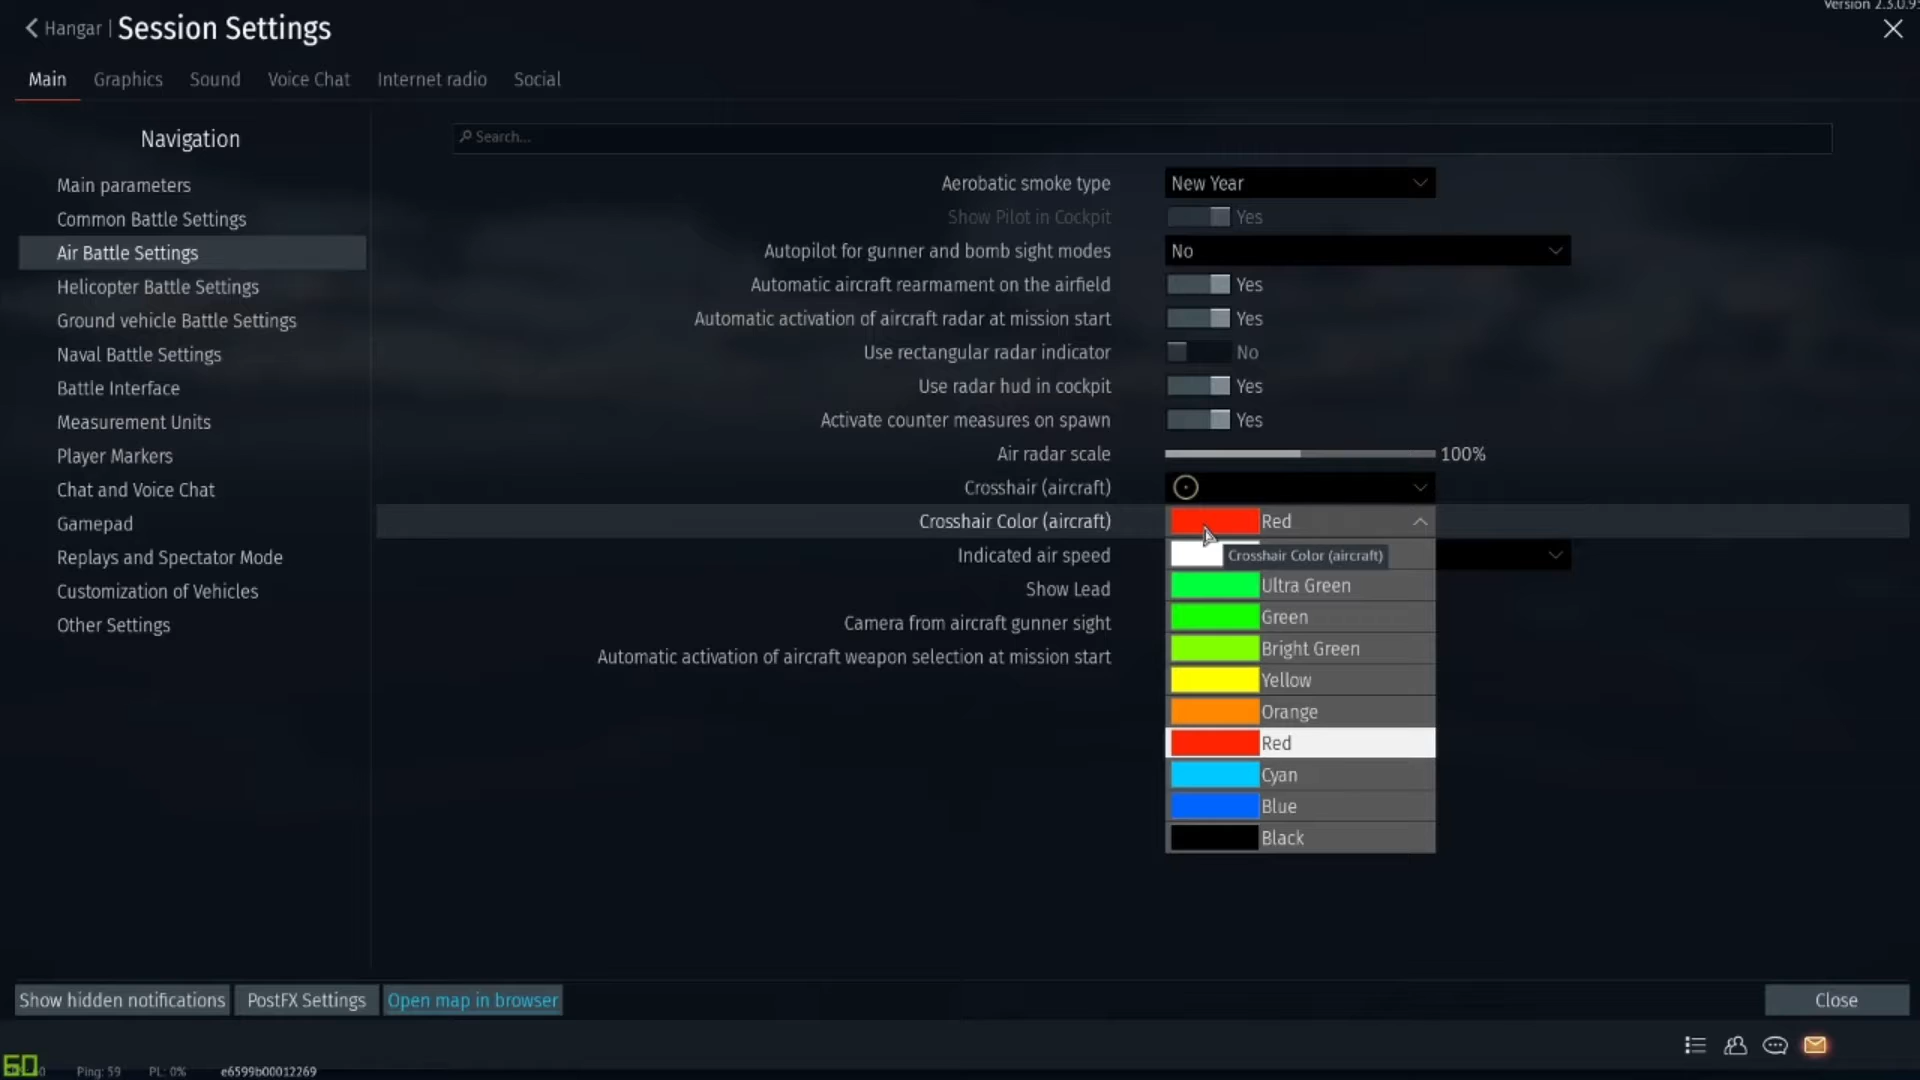 Version 2.3.0.9
Hangar | Session Settings
Main Graphics Sound Voice Chat Internet radio Social
Navigation
Search...
Main parameters
Common Battle Settings
Air Battle Settings
Helicopter Battle Settings
Ground vehicle Battle Settings
Naval Battle Settings
Battle Interface
Measurement Units
Player Markers
Chat and Voice Chat
Gamepad
Replays and Spectator Mode
Customization of Vehicles
Other Settings
Aerobatic smoke type New Year
Show Pilot in Cockpit Yes
Autopilot for gunner and bomb sight modes No
Automatic aircraft rearmament on the airfield Yes
Automatic activation of aircraft radar at mission start Yes
Use rectangular radar indicator No
Use radar hud in cockpit Yes
Activate counter measures on spawn Yes
Air radar scale 100%
Crosshair (aircraft)
Crosshair Color (aircraft) Red
Indicated air speed Crosshair Color (aircraft)
Show Lead Ultra Green
Camera from aircraft gunner sight Green
Automatic activation of aircraft weapon selection at mission start Bright Green
Yellow
Orange
Red
Cyan
Blue
Black
Show hidden notifications PostFX Settings Open map in browser Close
60 Ping: 59 PL: 0% e6599b00012269